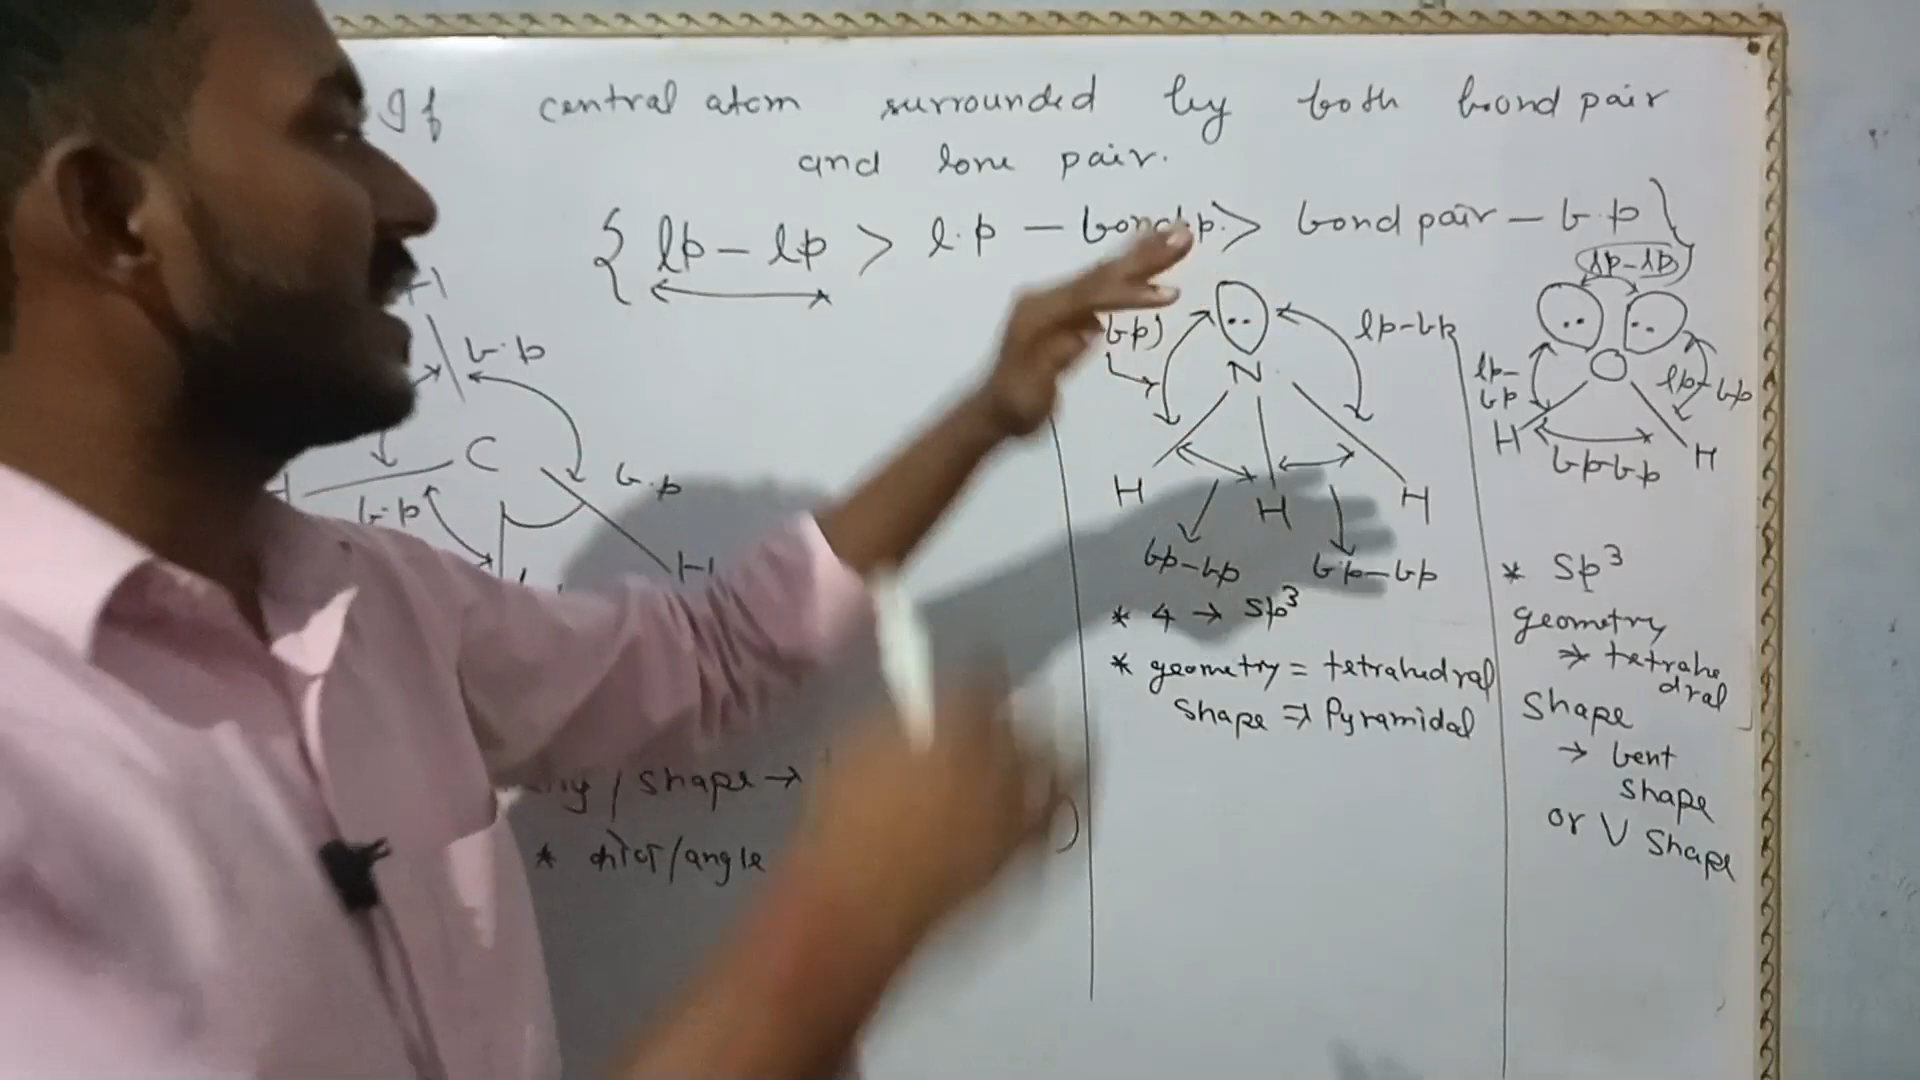 If central atom surrounded by both bond pair
and lone pair.
{ lp – lp > l.p – bond p. > bond pair – b.p }
H
b.p
C
b.p
b.p
H
bp)
lp-bp
N
H
H
H
bp-bp
bp-bp
* 4 → sp³
* geometry = tetrahedral
Shape ⇒ Pyramidal
lp-lp
O
lp-
bp
lp-bp
H
H
bp-bp
* sp³
geometry
⇒ tetrahe
dral
Shape
→ bent
shape
or V shape
/ shape →
* कोण/angle